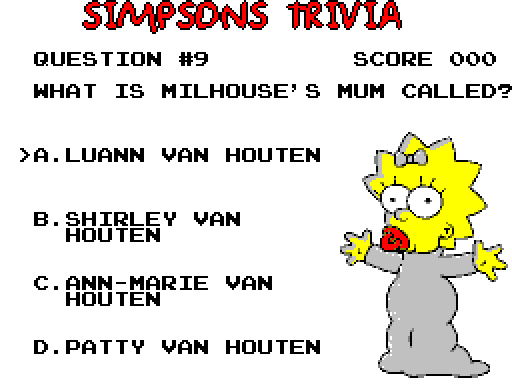 SIMPSONS TRIVIA
QUESTION #9 SCORE 000
WHAT IS MILHOUSE'S MUM CALLED?
>A.LUANN VAN HOUTEN
B.SHIRLEY VAN
HOUTEN
C.ANN-MARIE VAN
HOUTEN
D.PATTY VAN HOUTEN